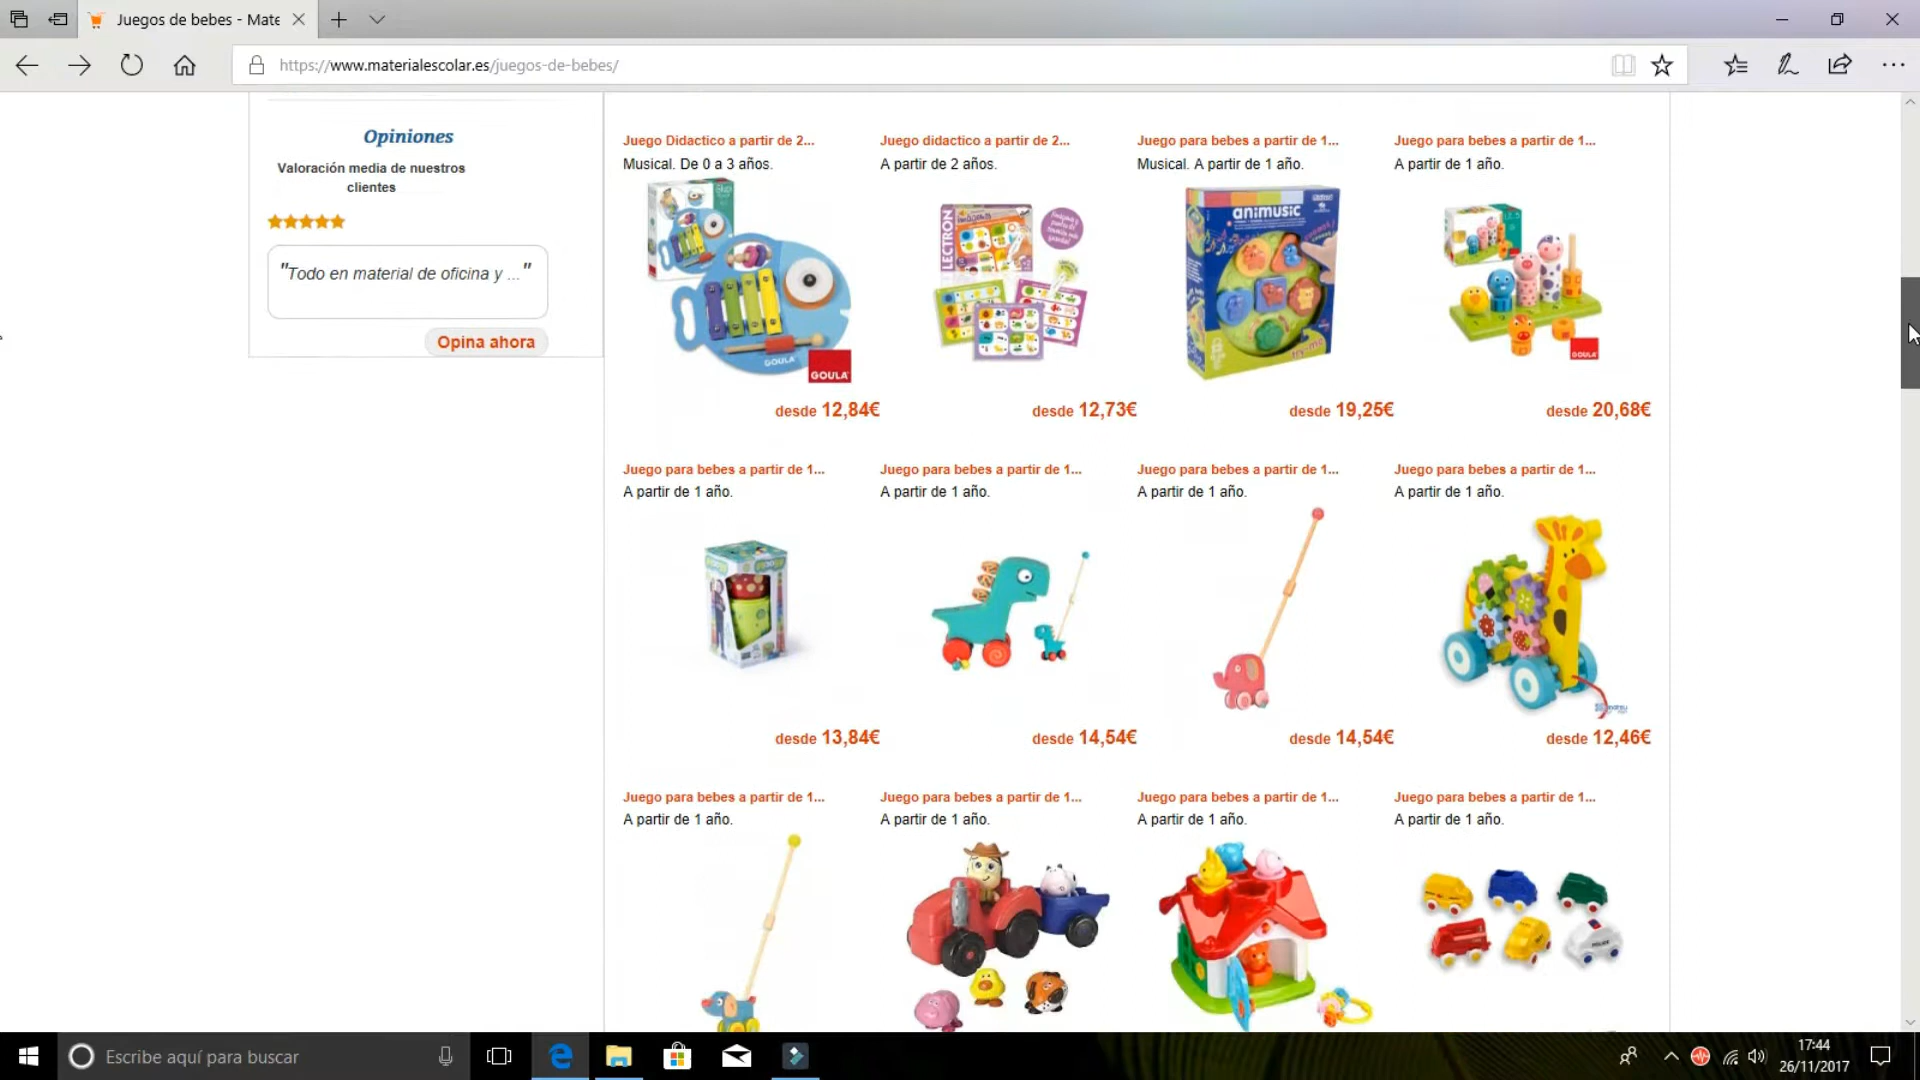 Juegos de bebes - Mate
https://www.materialescolar.es/juegos-de-bebes/
Opiniones
Valoración media de nuestros
clientes
"Todo en material de oficina y ..."
Opina ahora
Juego Didactico a partir de 2...
Musical. De 0 a 3 años.
GOULA
GOULA
desde 12,84€
Juego didactico a partir de 2...
A partir de 2 años.
LECTRON
desde 12,73€
Juego para bebes a partir de 1...
Musical. A partir de 1 año.
animusic
try me
desde 19,25€
Juego para bebes a partir de 1...
A partir de 1 año.
GOULA
desde 20,68€
Juego para bebes a partir de 1...
A partir de 1 año.
desde 13,84€
Juego para bebes a partir de 1...
A partir de 1 año.
desde 14,54€
Juego para bebes a partir de 1...
A partir de 1 año.
desde 14,54€
Juego para bebes a partir de 1...
A partir de 1 año.
desde 12,46€
Juego para bebes a partir de 1...
A partir de 1 año.
Juego para bebes a partir de 1...
A partir de 1 año.
Juego para bebes a partir de 1...
A partir de 1 año.
Juego para bebes a partir de 1...
A partir de 1 año.
POLICE
Escribe aquí para buscar
17:44
26/11/2017